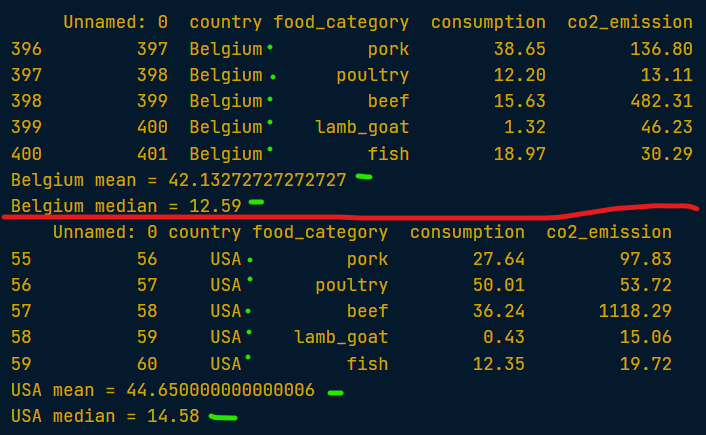 Unnamed: 0 country food_category consumption co2_emission
396 397 Belgium pork 38.65 136.80
397 398 Belgium poultry 12.20 13.11
398 399 Belgium beef 15.63 482.31
399 400 Belgium lamb_goat 1.32 46.23
400 401 Belgium fish 18.97 30.29
Belgium mean = 42.13272727272727
Belgium median = 12.59
Unnamed: 0 country food_category consumption co2_emission
55 56 USA pork 27.64 97.83
56 57 USA poultry 50.01 53.72
57 58 USA beef 36.24 1118.29
58 59 USA lamb_goat 0.43 15.06
59 60 USA fish 12.35 19.72
USA mean = 44.650000000000006
USA median = 14.58